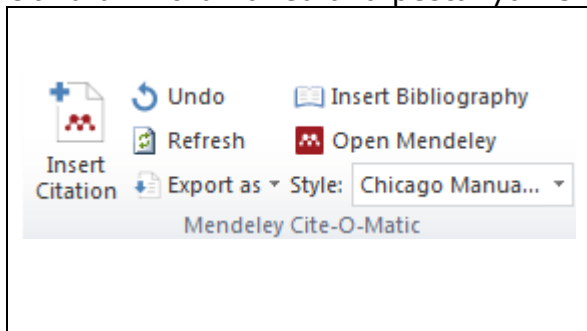 Insert Citation
Undo
Refresh
Export as
Insert Bibliography
Open Mendeley
Style: Chicago Manua...
Mendeley Cite-O-Matic